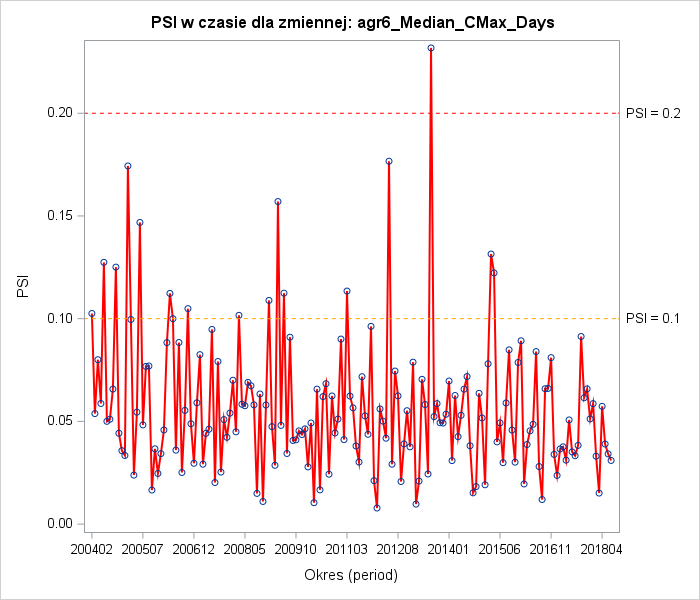 PSI w czasie dla zmiennej: agr6_Median_CMax_Days
0.20
PSI = 0.2
0.15
PSI
0.10
PSI = 0.1
0.05
0.00
200402 200507 200612 200805 200910 201103 201208 201401 201506 201611 201804
Okres (period)